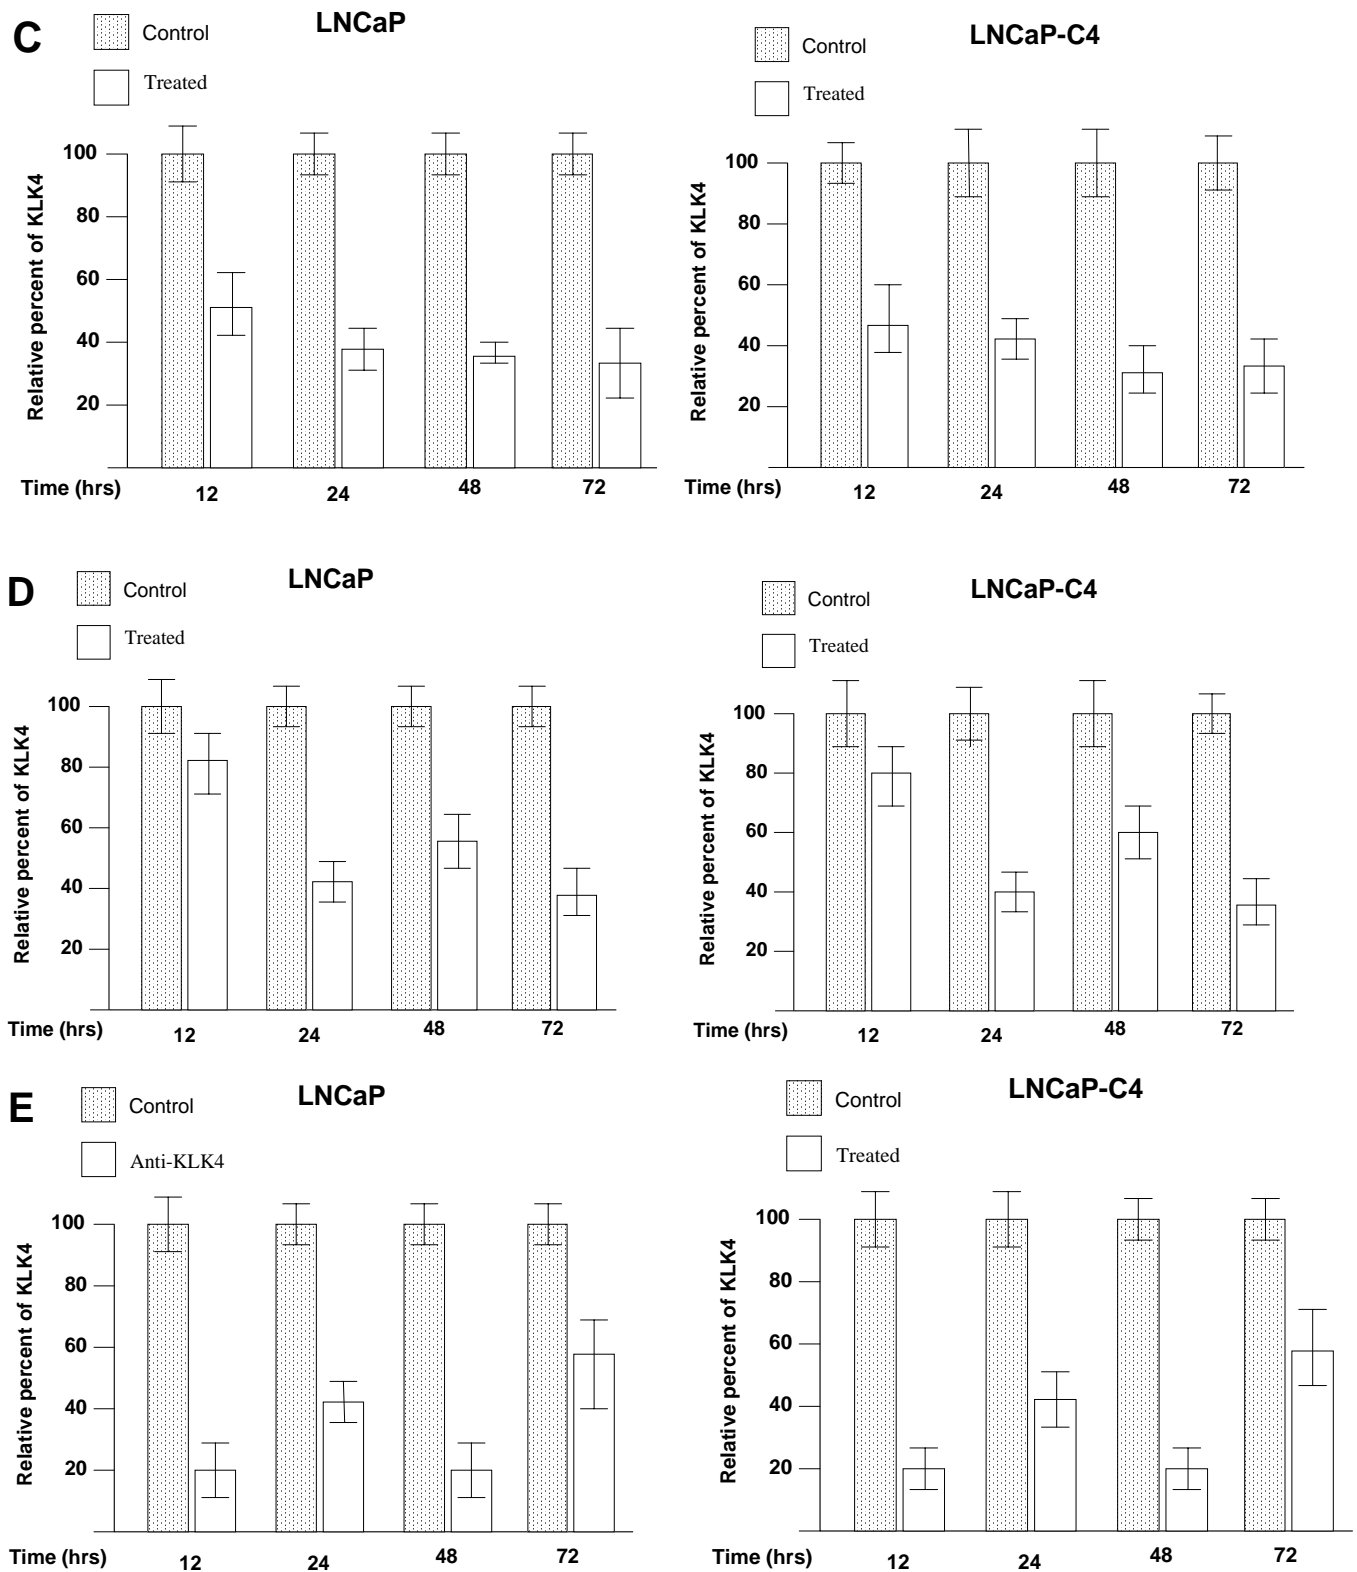 C
Control
Treated
LNCaP
Relative percent of KLK4
100
80
60
40
20
Time (hrs)
12
24
48
72
Control
Treated
LNCaP-C4
Relative percent of KLK4
100
80
60
40
20
Time (hrs)
12
24
48
72
D
Control
Treated
LNCaP
Relative percent of KLK4
100
80
60
40
20
Time (hrs)
12
24
48
72
Control
Treated
LNCaP-C4
Relative percent of KLK4
100
80
60
40
20
Time (hrs)
12
24
48
72
E
Control
Anti-KLK4
LNCaP
Relative percent of KLK4
100
80
60
40
20
Time (hrs)
12
24
48
72
Control
Treated
LNCaP-C4
Relative percent of KLK4
100
80
60
40
20
Time (hrs)
12
24
48
72